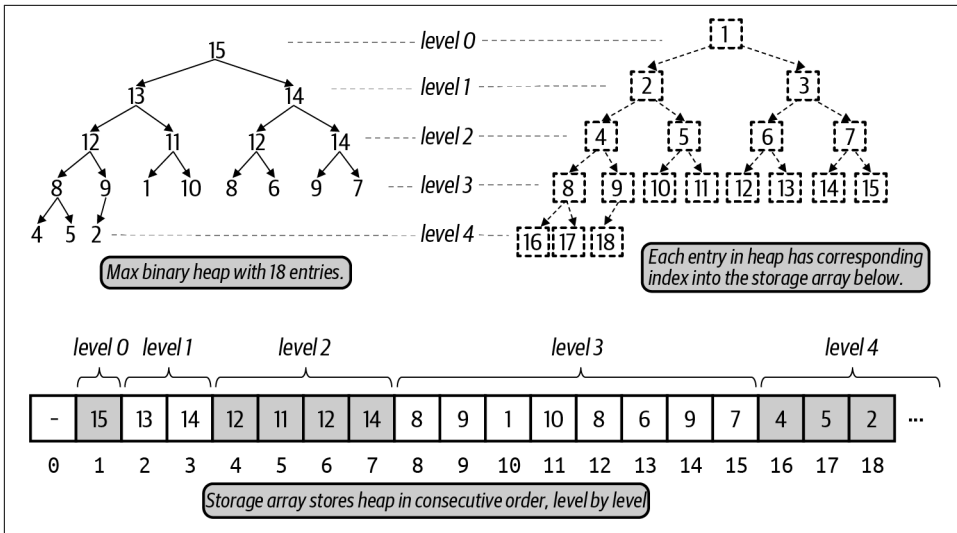 level 0
15
1
level 1
13 14
2 3
level 2
12 11 12 14
4 5 6 7
level 3
8 9 1 10 8 6 9 7
8 9 10 11 12 13 14 15
level 4
4 5 2
16 17 18
Max binary heap with 18 entries.
Each entry in heap has corresponding
index into the storage array below.
level 0 level 1 level 2 level 3 level 4
- 15 13 14 12 11 12 14 8 9 1 10 8 6 9 7 4 5 2 ...
0 1 2 3 4 5 6 7 8 9 10 11 12 13 14 15 16 17 18
Storage array stores heap in consecutive order, level by level